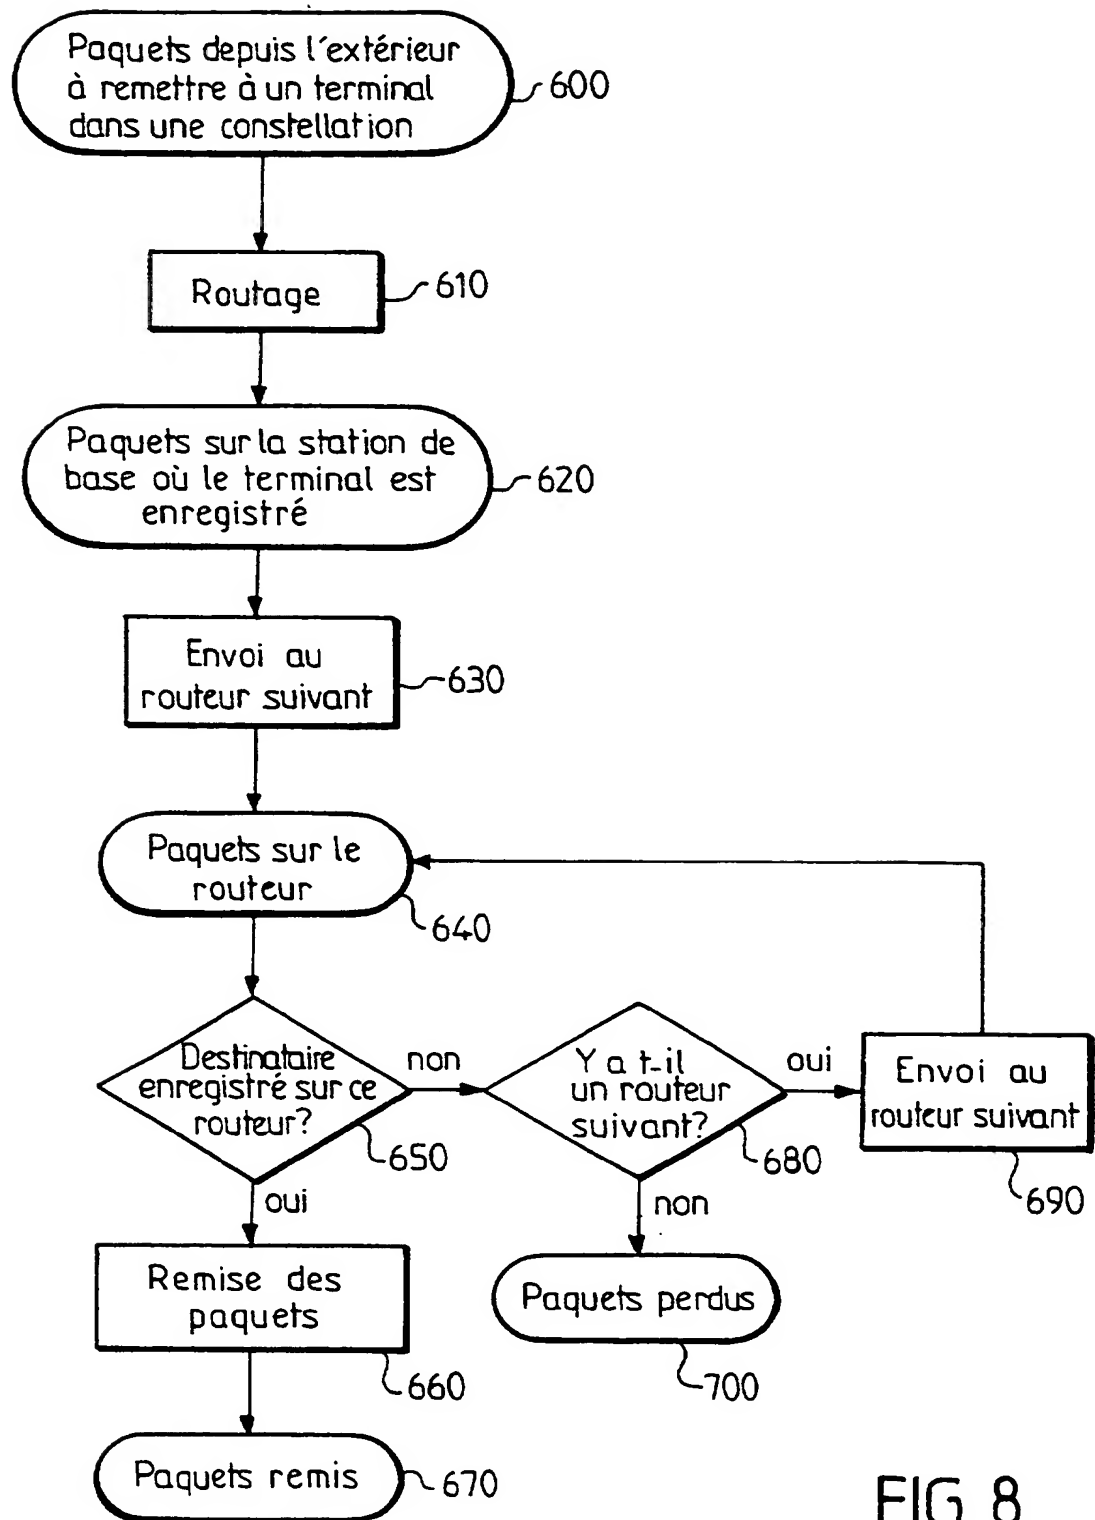 Paquets depuis l'extérieur
à remettre à un terminal
dans une constellation
600
Routage
610
Paquets sur la station de
base où le terminal est
enregistré
620
Envoi au
routeur suivant
630
Paquets sur le
routeur
640
Destinataire
enregistré sur ce
routeur?
650
non
Y a t-il
un routeur
suivant?
680
oui
Envoi au
routeur suivant
690
oui
non
Remise des
paquets
660
Paquets perdus
700
Paquets remis
670
FIG_8